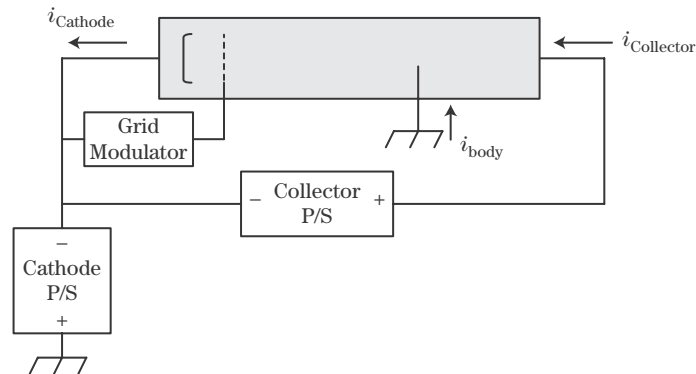 i_Cathode
i_Collector
Grid
Modulator
i_body
− Collector +
P/S
−
Cathode
P/S
+